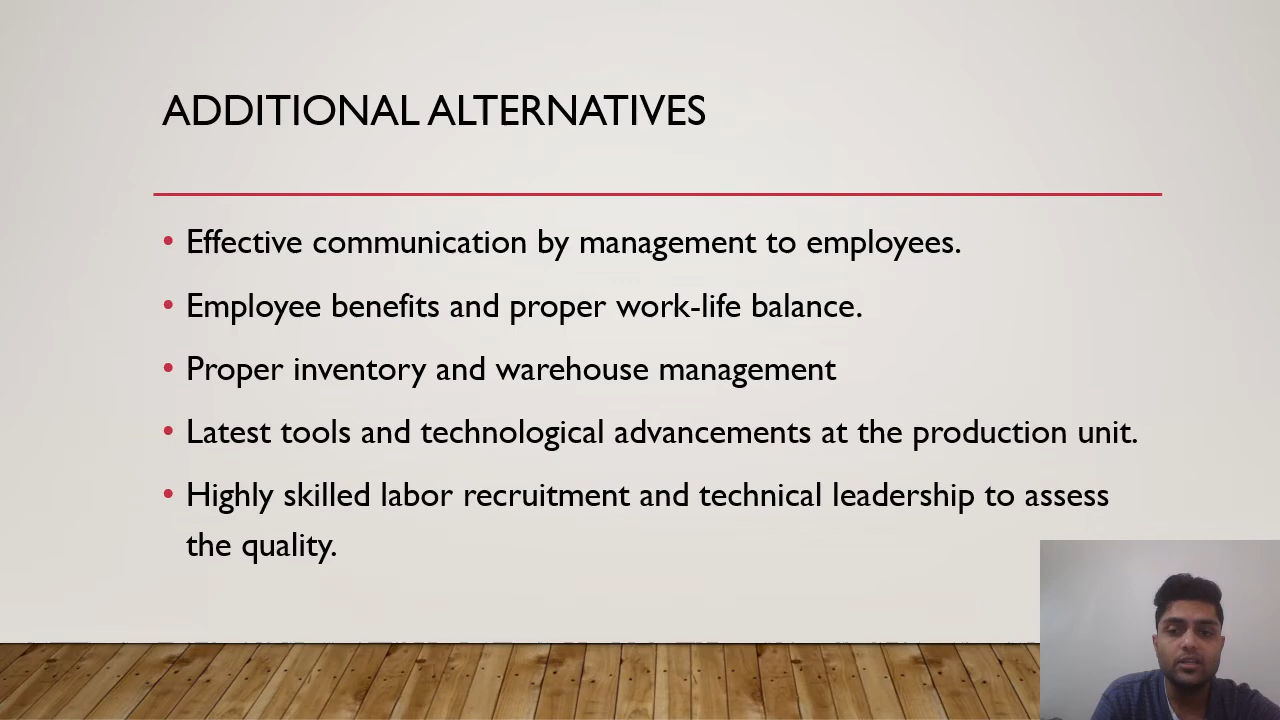 ADDITIONAL ALTERNATIVES
• Effective communication by management to employees.
• Employee benefits and proper work-life balance.
• Proper inventory and warehouse management
• Latest tools and technological advancements at the production unit.
• Highly skilled labor recruitment and technical leadership to assess
the quality.